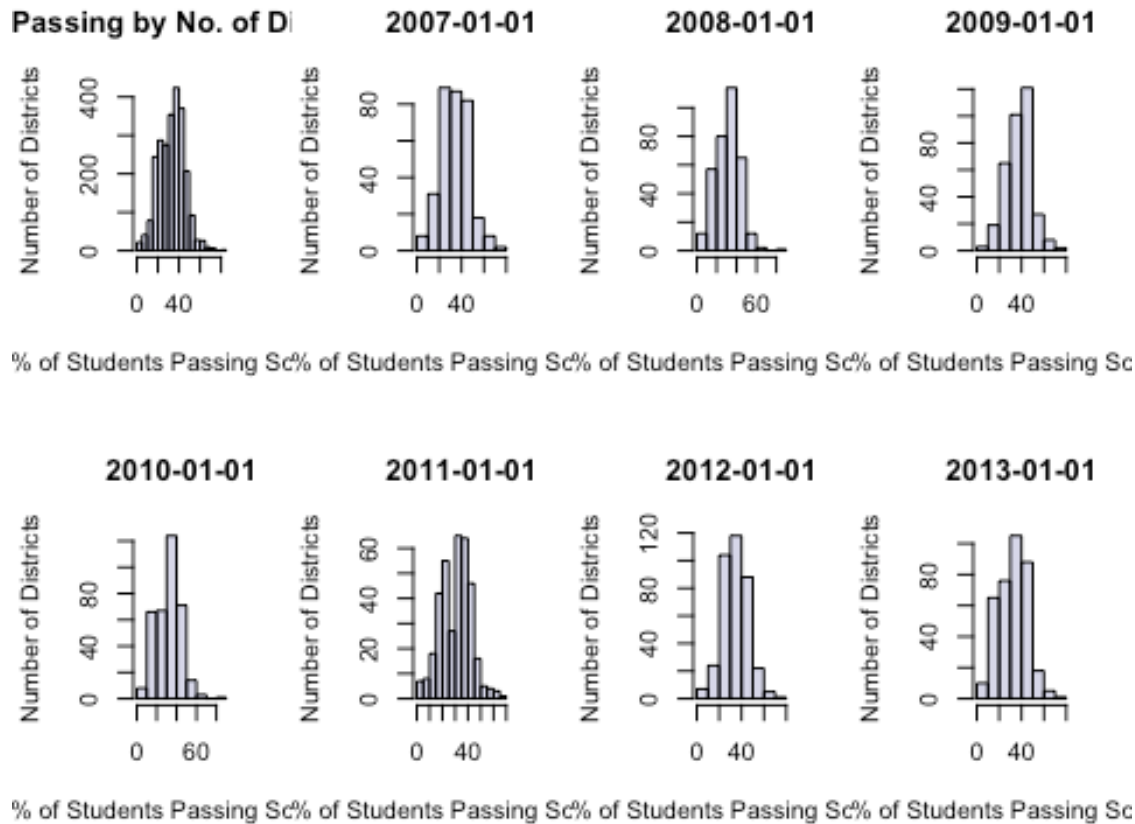 Passing by No. of Di
2007-01-01
2008-01-01
2009-01-01
Number of Districts
0 200 400
0 40
% of Students Passing Sc
Number of Districts
0 40 80
0 40
% of Students Passing Sc
Number of Districts
0 40 80
0 60
% of Students Passing Sc
Number of Districts
0 40 80
0 40
% of Students Passing Sc
2010-01-01
2011-01-01
2012-01-01
2013-01-01
Number of Districts
0 40 80
0 60
% of Students Passing Sc
Number of Districts
0 20 40 60
0 40
% of Students Passing Sc
Number of Districts
0 40 80 120
0 40
% of Students Passing Sc
Number of Districts
0 40 80
0 40
% of Students Passing Sc